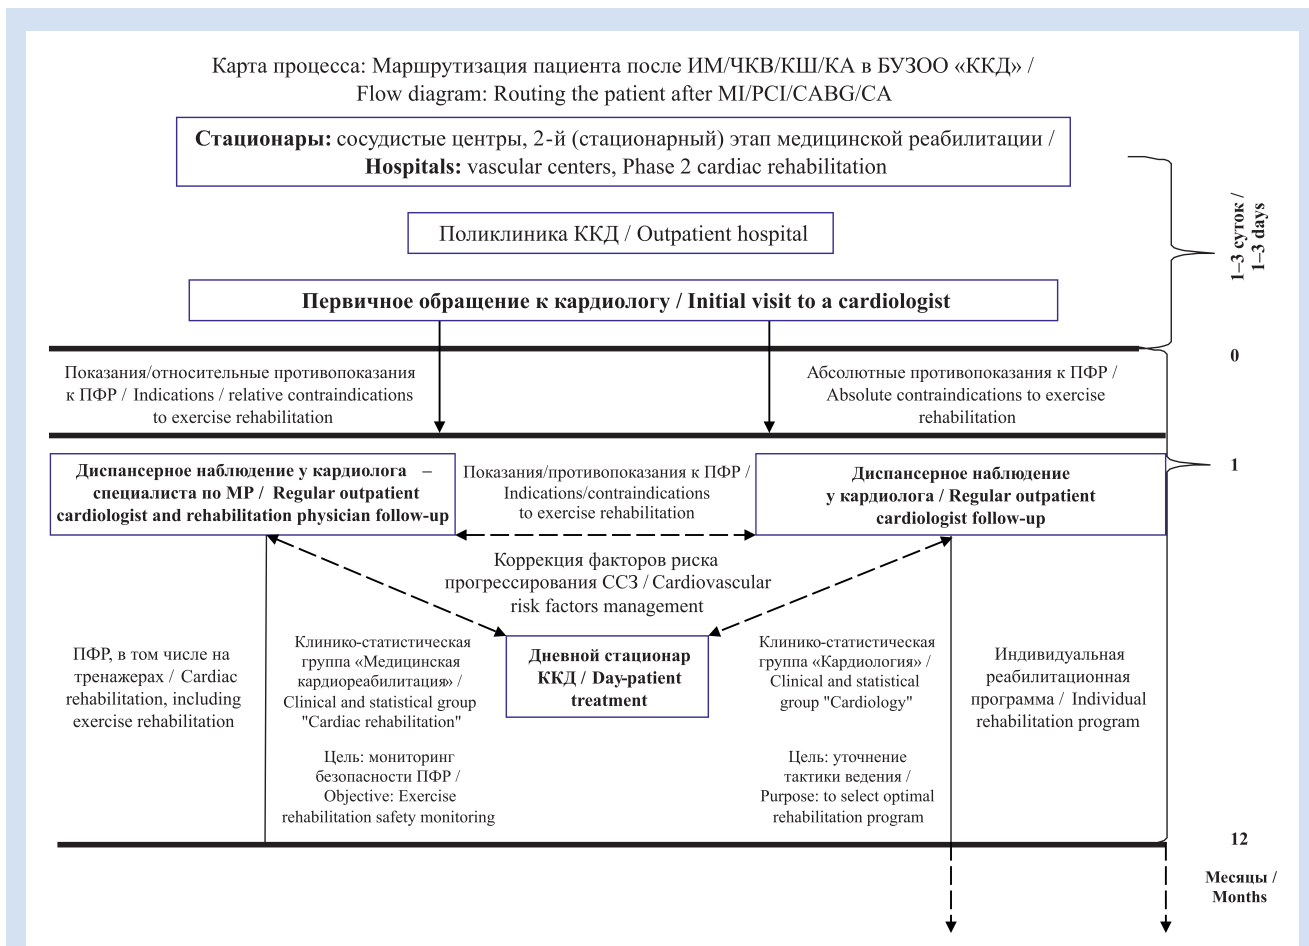 Карта процесса: Маршрутизация пациента после ИМ/ЧКВ/КШ/КА в БУЗОО «ККД» /
Flow diagram: Routing the patient after MI/PCI/CABG/CA
Стационары: сосудистые центры, 2-й (стационарный) этап медицинской реабилитации /
Hospitals: vascular centers, Phase 2 cardiac rehabilitation
1–3 суток /
1–3 days
Поликлиника ККД / Outpatient hospital
Первичное обращение к кардиологу / Initial visit to a cardiologist
0
Показания/относительные противопоказания
к ПФР / Indications / relative contraindications
to exercise rehabilitation
Абсолютные противопоказания к ПФР /
Absolute contraindications to exercise
rehabilitation
1
Диспансерное наблюдение у кардиолога –
специалиста по МР / Regular outpatient
cardiologist and rehabilitation physician follow-up
Показания/противопоказания к ПФР /
Indications/contraindications
to exercise rehabilitation
Диспансерное наблюдение
у кардиолога / Regular outpatient
cardiologist follow-up
Коррекция факторов риска
прогрессирования ССЗ / Cardiovascular
risk factors management
ПФР, в том числе на
тренажерах / Cardiac
rehabilitation, including
exercise rehabilitation
Клинико-статистическая
группа «Медицинская
кардиореабилитация» /
Clinical and statistical group
"Cardiac rehabilitation"
Цель: мониторинг
безопасности ПФР /
Objective: Exercise
rehabilitation safety monitoring
Дневной стационар
ККД / Day-patient
treatment
Клинико-статистическая
группа «Кардиология» /
Clinical and statistical
group "Cardiology"
Цель: уточнение
тактики ведения /
Purpose: to select optimal
rehabilitation program
Индивидуальная
реабилитационная
программа / Individual
rehabilitation program
12
Месяцы /
Months